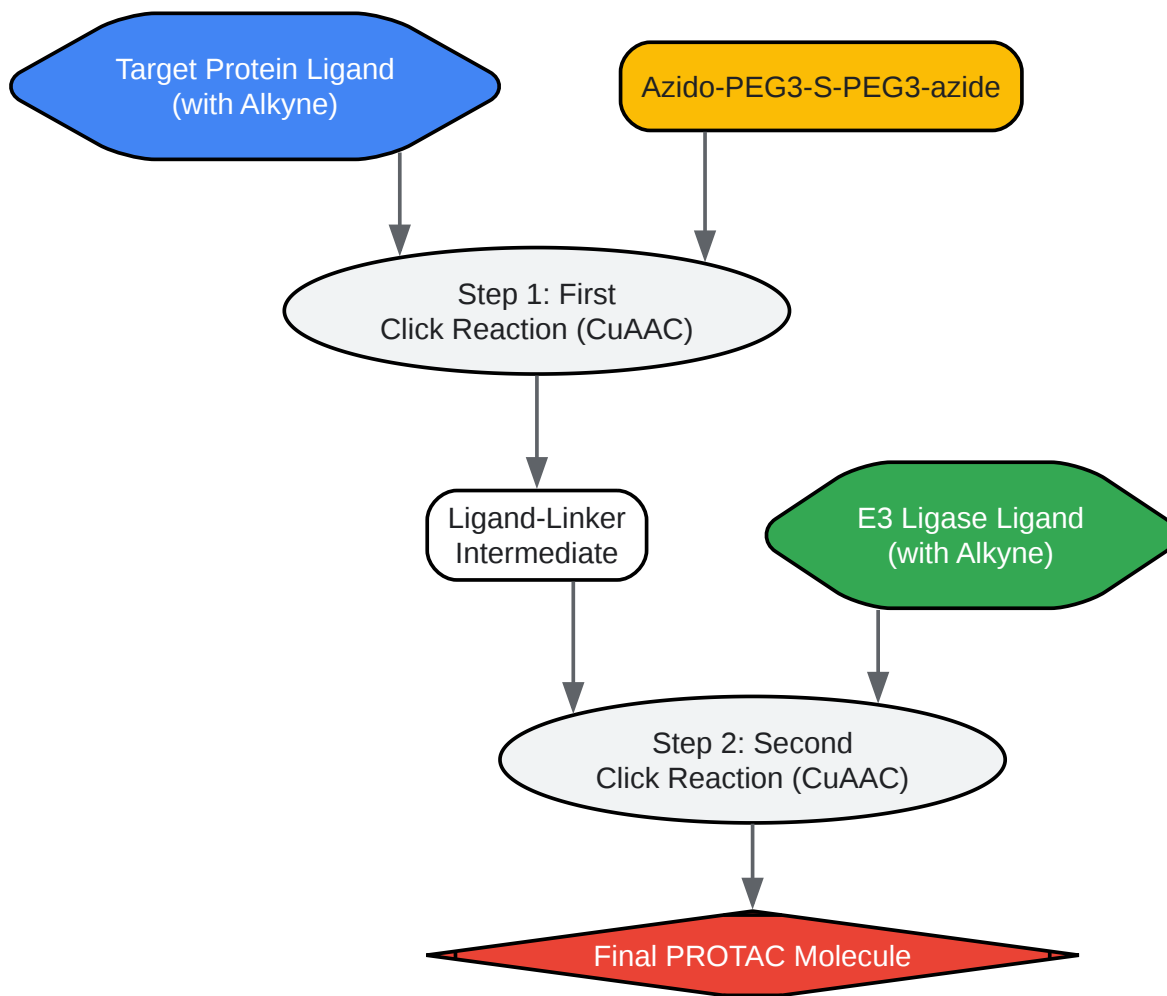 Target Protein Ligand
(with Alkyne)
Azido-PEG3-S-PEG3-azide
Step 1: First
Click Reaction (CuAAC)
Ligand-Linker
Intermediate
E3 Ligase Ligand
(with Alkyne)
Step 2: Second
Click Reaction (CuAAC)
Final PROTAC Molecule